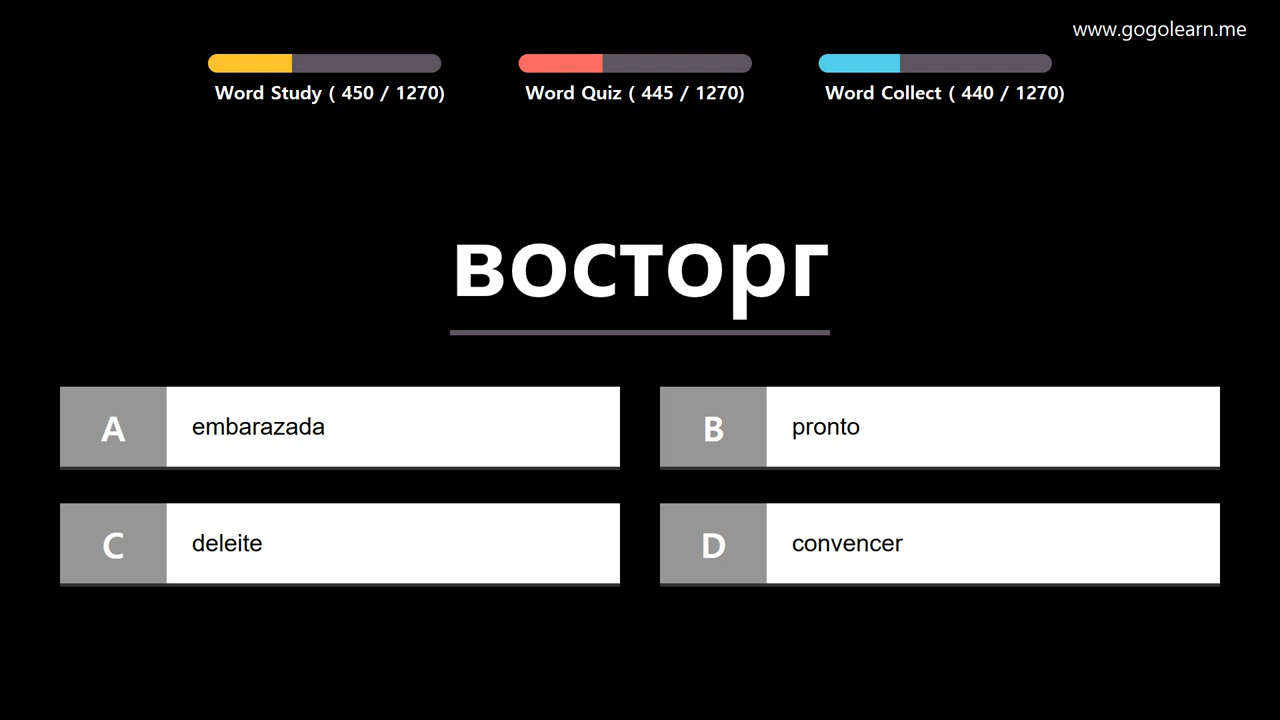 www.gogolearn.me
Word Study ( 450 / 1270)
Word Quiz ( 445 / 1270)
Word Collect ( 440 / 1270)
восторг
A embarazada
B pronto
C deleite
D convencer